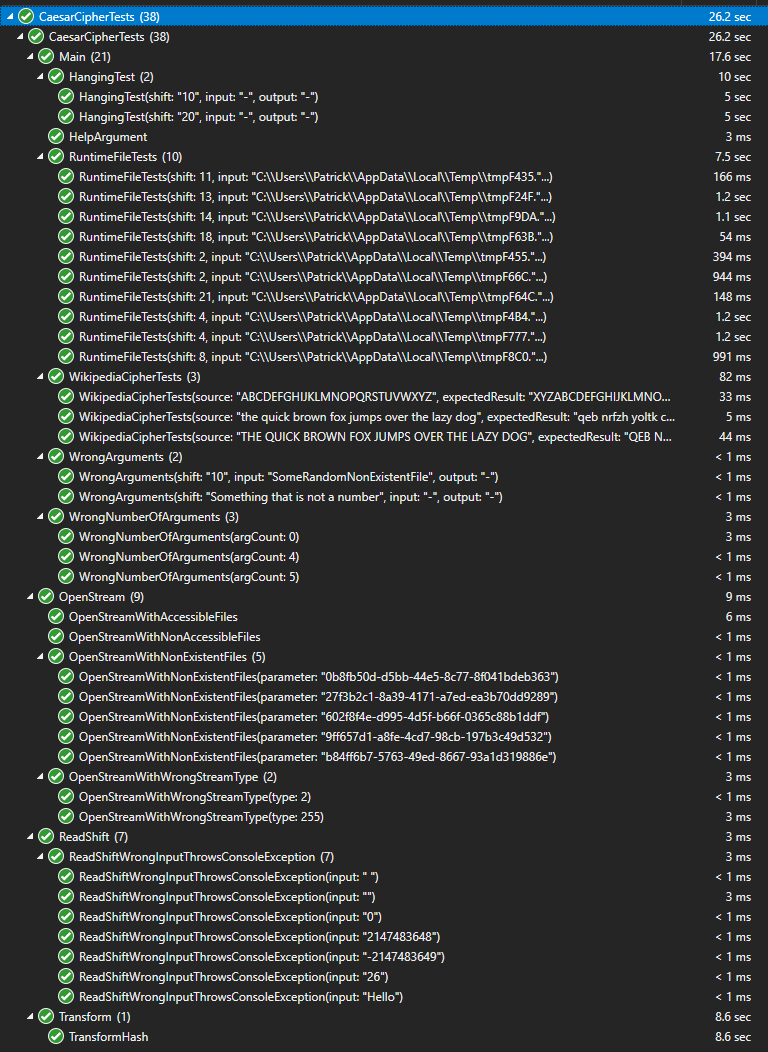 CaesarCipherTests (38) 26.2 sec
CaesarCipherTests (38) 26.2 sec
Main (21) 17.6 sec
HangingTest (2) 10 sec
HangingTest(shift: "10", input: "-", output: "-") 5 sec
HangingTest(shift: "20", input: "-", output: "-") 5 sec
HelpArgument 3 ms
RuntimeFileTests (10) 7.5 sec
RuntimeFileTests(shift: 11, input: "C:\\Users\\Patrick\\AppData\\Local\\Temp\\tmpF435."...) 166 ms
RuntimeFileTests(shift: 13, input: "C:\\Users\\Patrick\\AppData\\Local\\Temp\\tmpF24F."...) 1.2 sec
RuntimeFileTests(shift: 14, input: "C:\\Users\\Patrick\\AppData\\Local\\Temp\\tmpF9DA."...) 1.1 sec
RuntimeFileTests(shift: 18, input: "C:\\Users\\Patrick\\AppData\\Local\\Temp\\tmpF63B."...) 54 ms
RuntimeFileTests(shift: 2, input: "C:\\Users\\Patrick\\AppData\\Local\\Temp\\tmpF455."...) 394 ms
RuntimeFileTests(shift: 2, input: "C:\\Users\\Patrick\\AppData\\Local\\Temp\\tmpF66C."...) 944 ms
RuntimeFileTests(shift: 21, input: "C:\\Users\\Patrick\\AppData\\Local\\Temp\\tmpF64C."...) 148 ms
RuntimeFileTests(shift: 4, input: "C:\\Users\\Patrick\\AppData\\Local\\Temp\\tmpF4B4."...) 1.2 sec
RuntimeFileTests(shift: 4, input: "C:\\Users\\Patrick\\AppData\\Local\\Temp\\tmpF777."...) 1.2 sec
RuntimeFileTests(shift: 8, input: "C:\\Users\\Patrick\\AppData\\Local\\Temp\\tmpF8C0."...) 991 ms
WikipediaCipherTests (3) 82 ms
WikipediaCipherTests(source: "ABCDEFGHIJKLMNOPQRSTUVWXYZ", expectedResult: "XYZABCDEFGHIJKLMNO... 33 ms
WikipediaCipherTests(source: "the quick brown fox jumps over the lazy dog", expectedResult: "qeb nrfzh yoltk c... 5 ms
WikipediaCipherTests(source: "THE QUICK BROWN FOX JUMPS OVER THE LAZY DOG", expectedResult: "QEB N... 44 ms
WrongArguments (2) < 1 ms
WrongArguments(shift: "10", input: "SomeRandomNonExistentFile", output: "-") < 1 ms
WrongArguments(shift: "Something that is not a number", input: "-", output: "-") < 1 ms
WrongNumberOfArguments (3) 3 ms
WrongNumberOfArguments(argCount: 0) 3 ms
WrongNumberOfArguments(argCount: 4) < 1 ms
WrongNumberOfArguments(argCount: 5) < 1 ms
OpenStream (9) 9 ms
OpenStreamWithAccessibleFiles 6 ms
OpenStreamWithNonAccessibleFiles < 1 ms
OpenStreamWithNonExistentFiles (5) < 1 ms
OpenStreamWithNonExistentFiles(parameter: "0b8fb50d-d5bb-44e5-8c77-8f041bdeb363") < 1 ms
OpenStreamWithNonExistentFiles(parameter: "27f3b2c1-8a39-4171-a7ed-ea3b70dd9289") < 1 ms
OpenStreamWithNonExistentFiles(parameter: "602f8f4e-d995-4d5f-b66f-0365c88b1ddf") < 1 ms
OpenStreamWithNonExistentFiles(parameter: "9ff657d1-a8fe-4cd7-98cb-197b3c49d532") < 1 ms
OpenStreamWithNonExistentFiles(parameter: "b84ff6b7-5763-49ed-8667-93a1d319886e") < 1 ms
OpenStreamWithWrongStreamType (2) 3 ms
OpenStreamWithWrongStreamType(type: 2) < 1 ms
OpenStreamWithWrongStreamType(type: 255) 3 ms
ReadShift (7) 3 ms
ReadShiftWrongInputThrowsConsoleException (7) 3 ms
ReadShiftWrongInputThrowsConsoleException(input: " ") < 1 ms
ReadShiftWrongInputThrowsConsoleException(input: "") 3 ms
ReadShiftWrongInputThrowsConsoleException(input: "0") < 1 ms
ReadShiftWrongInputThrowsConsoleException(input: "2147483648") < 1 ms
ReadShiftWrongInputThrowsConsoleException(input: "-2147483649") < 1 ms
ReadShiftWrongInputThrowsConsoleException(input: "26") < 1 ms
ReadShiftWrongInputThrowsConsoleException(input: "Hello") < 1 ms
Transform (1) 8.6 sec
TransformHash 8.6 sec